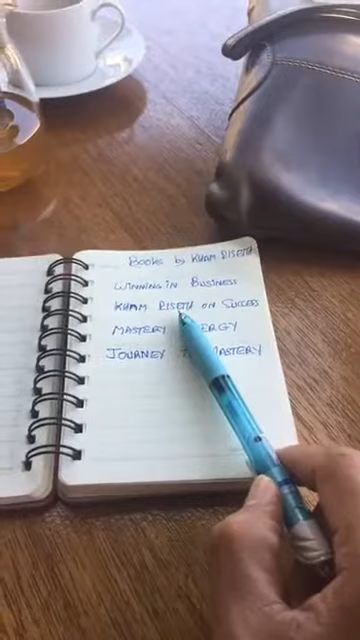 Books by KHAM RISETH
WINNING IN BUSINESS
KHAM RISETH ON SUCCESS
MASTERY ERGY
JOURNEY MASTERY